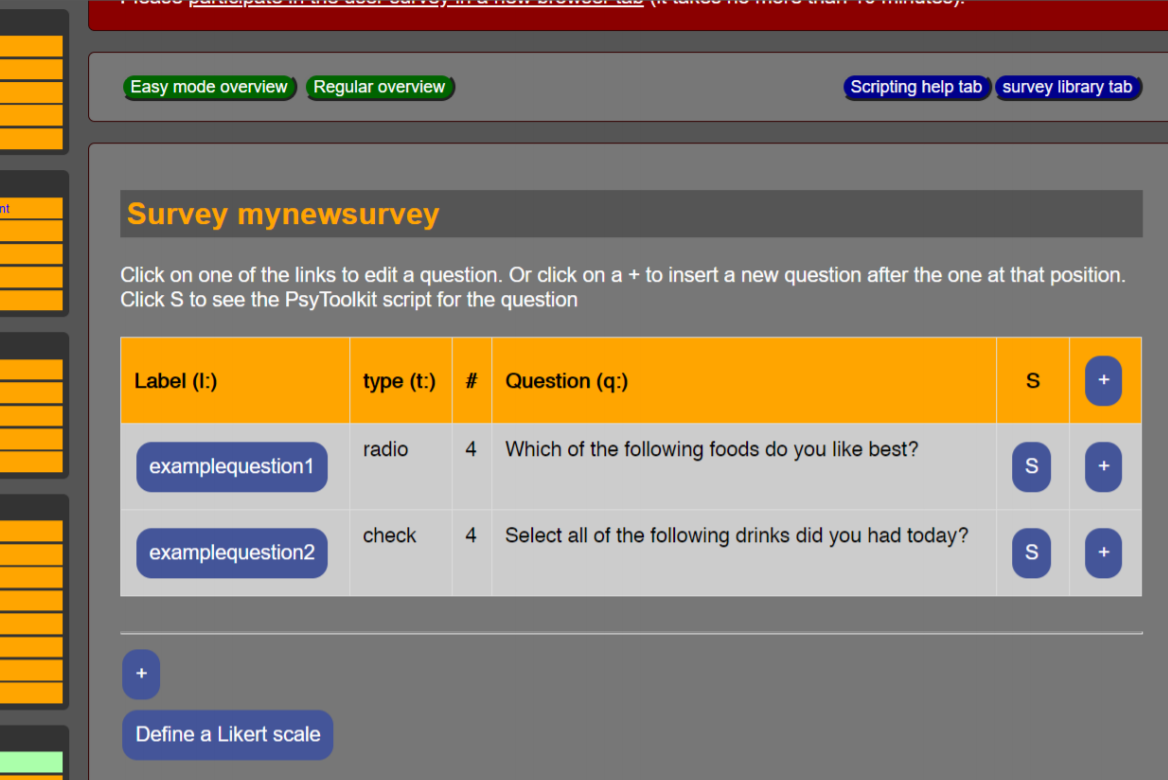 participate in the user survey in a new browser tab (it takes no more than 10 minutes).
Easy mode overview Regular overview Scripting help tab survey library tab
nt
Survey mynewsurvey
Click on one of the links to edit a question. Or click on a + to insert a new question after the one at that position.
Click S to see the PsyToolkit script for the question
Label (l:) type (t:) # Question (q:) S +
examplequestion1 radio 4 Which of the following foods do you like best? S +
examplequestion2 check 4 Select all of the following drinks did you had today? S +
+
Define a Likert scale